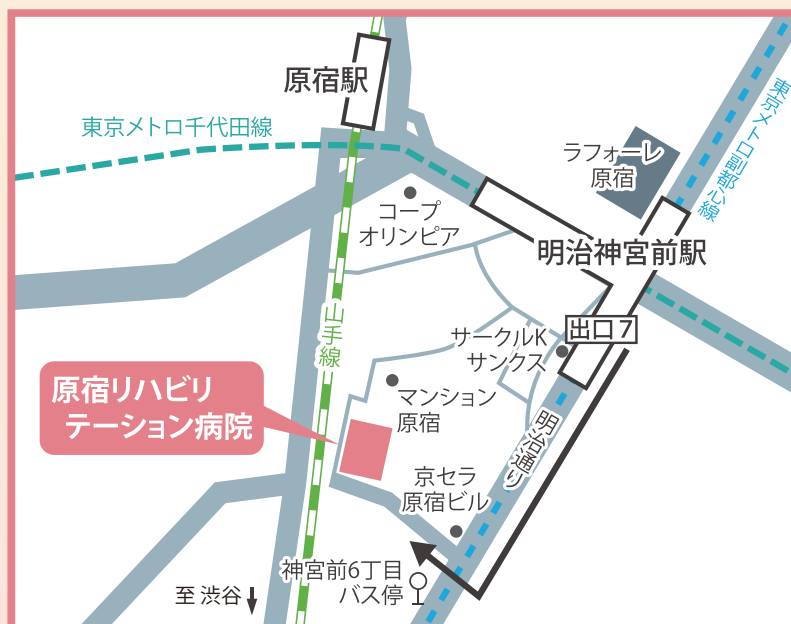 原宿駅
東京メトロ千代田線
東京メトロ副都心線
ラフォーレ
原宿
コープ
オリンピア
明治神宮前駅
出口7
山手線
サークルK
サンクス
原宿リハビリ
テーション病院
マンション
原宿
明治通り
京セラ
原宿ビル
神宮前6丁目
バス停
至 渋谷